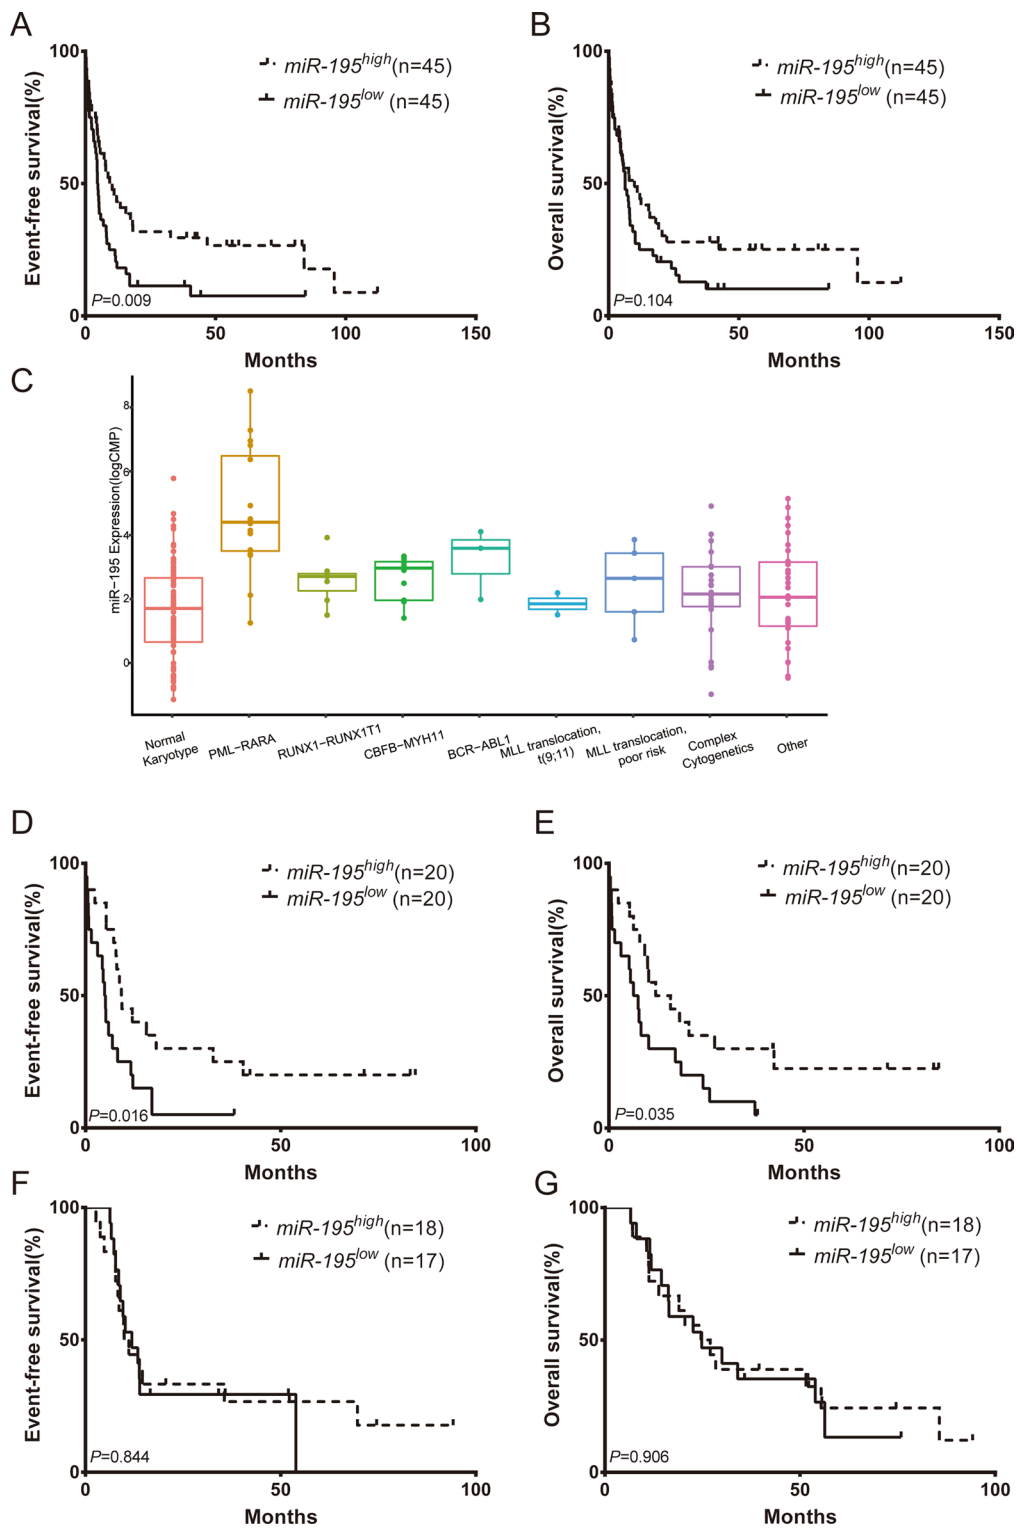 A
Event-free survival(%)
100
50
0
miR-195high(n=45)
miR-195low (n=45)
P=0.009
0 50 100 150
Months
B
Overall survival(%)
100
50
0
miR-195high(n=45)
miR-195low (n=45)
P=0.104
0 50 100 150
Months
C
miR−195 Expression(logCMP)
8
6
4
2
0
Normal
Karyotype
PML−RARA
RUNX1−RUNX1T1
CBFB−MYH11
BCR−ABL1
MLL translocation,
t(9;11)
MLL translocation,
poor risk
Complex
Cytogenetics
Other
D
Event-free survival(%)
100
50
0
miR-195high(n=20)
miR-195low (n=20)
P=0.016
0 50 100
Months
E
Overall survival(%)
100
50
0
miR-195high(n=20)
miR-195low (n=20)
P=0.035
0 50 100
Months
F
Event-free survival(%)
100
50
0
miR-195high(n=18)
miR-195low (n=17)
P=0.844
0 50 100
Months
G
Overall survival(%)
100
50
0
miR-195high(n=18)
miR-195low (n=17)
P=0.906
0 50 100
Months